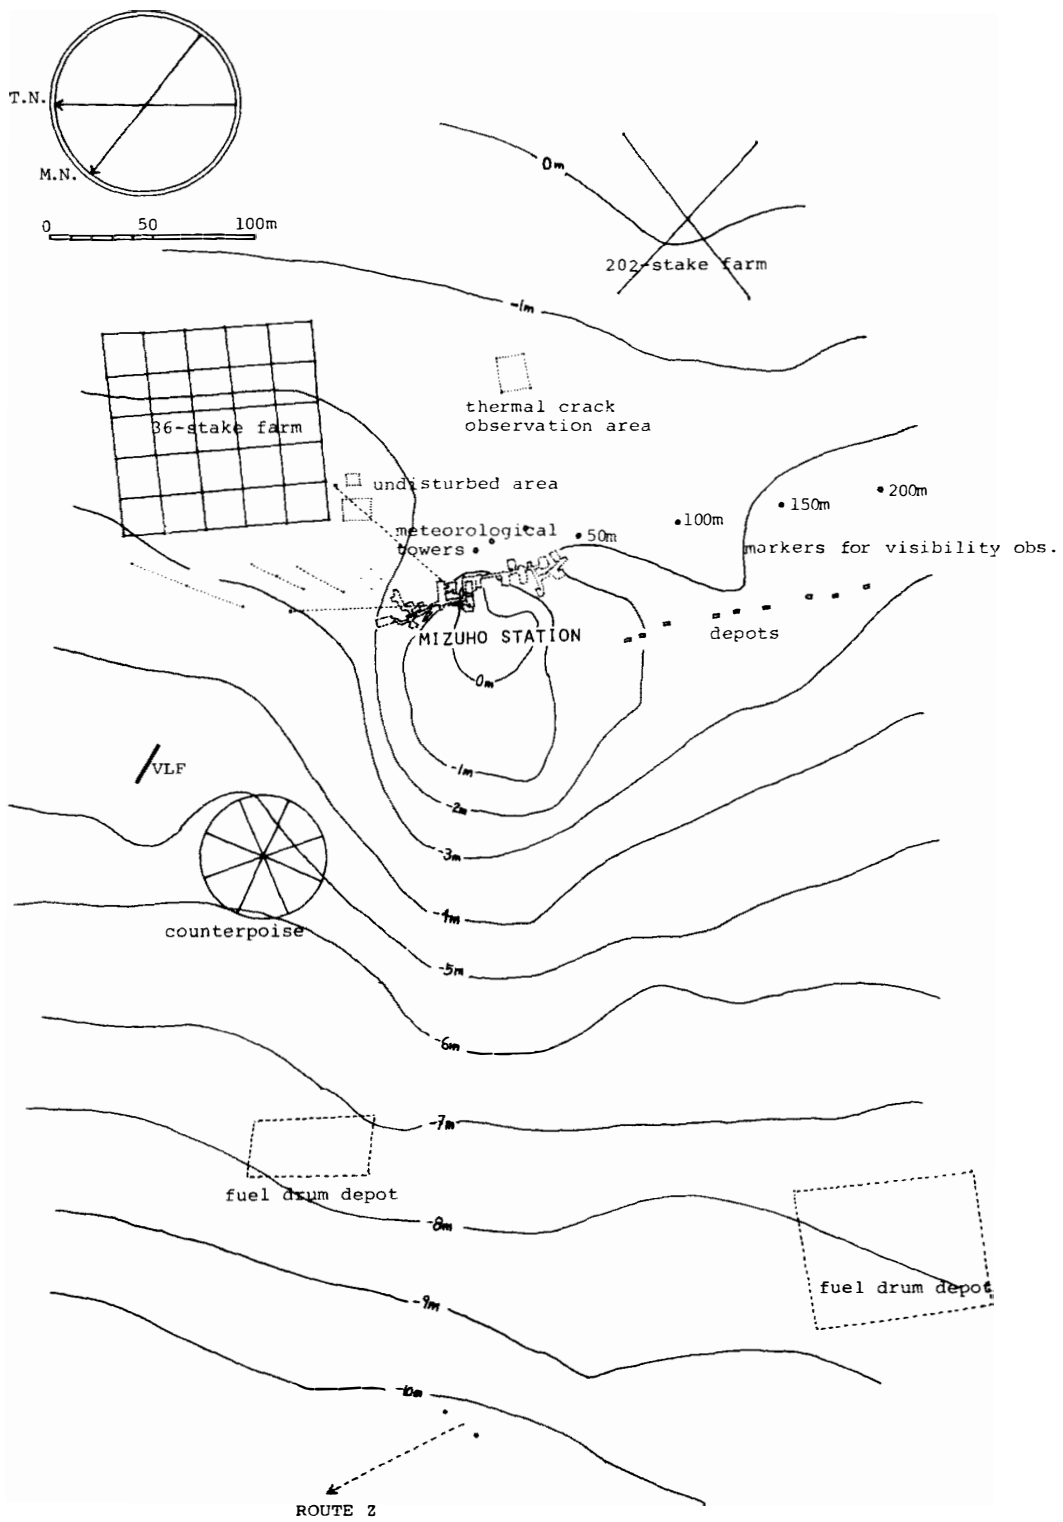 T.N.
M.N.
0 50 100m
0m
202-stake farm
-1m
thermal crack
observation area
36-stake farm
undisturbed area
200m
150m
100m
meteorological
towers
50m
markers for visibility obs.
MIZUHO STATION
depots
0m
-1m
VLF
-2m
-3m
-4m
counterpoise
-5m
-6m
-7m
fuel drum depot
-8m
fuel drum depot
-9m
-10m
ROUTE Z